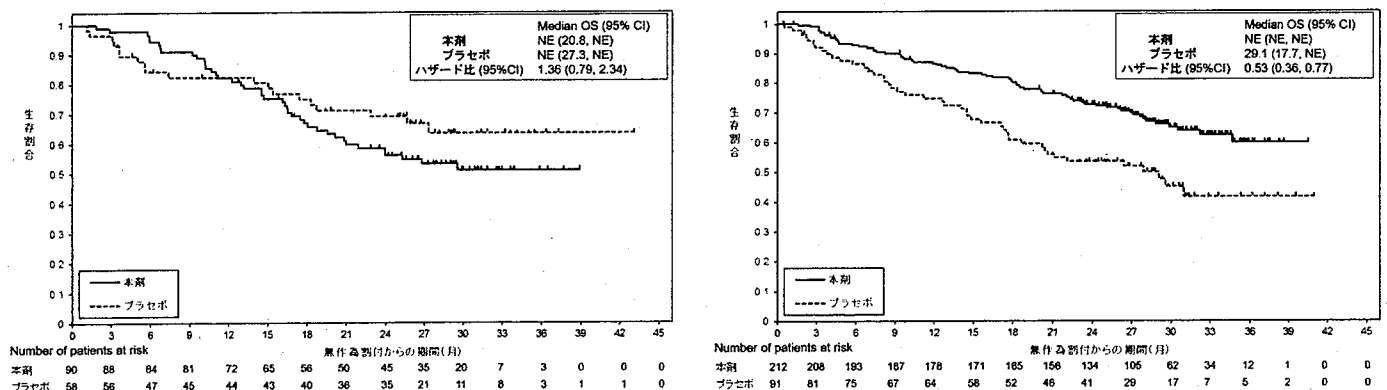 Median OS (95% CI)
本剤 NE (20.8, NE)
プラセボ NE (27.3, NE)
ハザード比 (95%CI) 1.36 (0.79, 2.34)
1
0.9
0.8
0.7
0.6
0.5
0.4
0.3
0.2
0.1
0
生存割合
本剤
プラセボ
0 3 6 9 12 15 18 21 24 27 30 33 36 39 42 45
Number of patients at risk
無作為割付からの期間(月)
本剤 90 88 84 81 72 65 56 50 45 35 20 7 3 0 0 0
プラセボ 58 56 47 45 44 43 40 36 35 21 11 8 3 1 1 0
Median OS (95% CI)
本剤 NE (NE, NE)
プラセボ 29.1 (17.7, NE)
ハザード比 (95%CI) 0.53 (0.36, 0.77)
1
0.9
0.8
0.7
0.6
0.5
0.4
0.3
0.2
0.1
0
生存割合
本剤
プラセボ
0 3 6 9 12 15 18 21 24 27 30 33 36 39 42 45
Number of patients at risk
無作為割付からの期間(月)
本剤 212 208 193 187 178 171 165 156 134 105 62 34 12 1 0 0
プラセボ 91 81 75 67 64 58 52 46 41 29 17 7 5 2 0 0